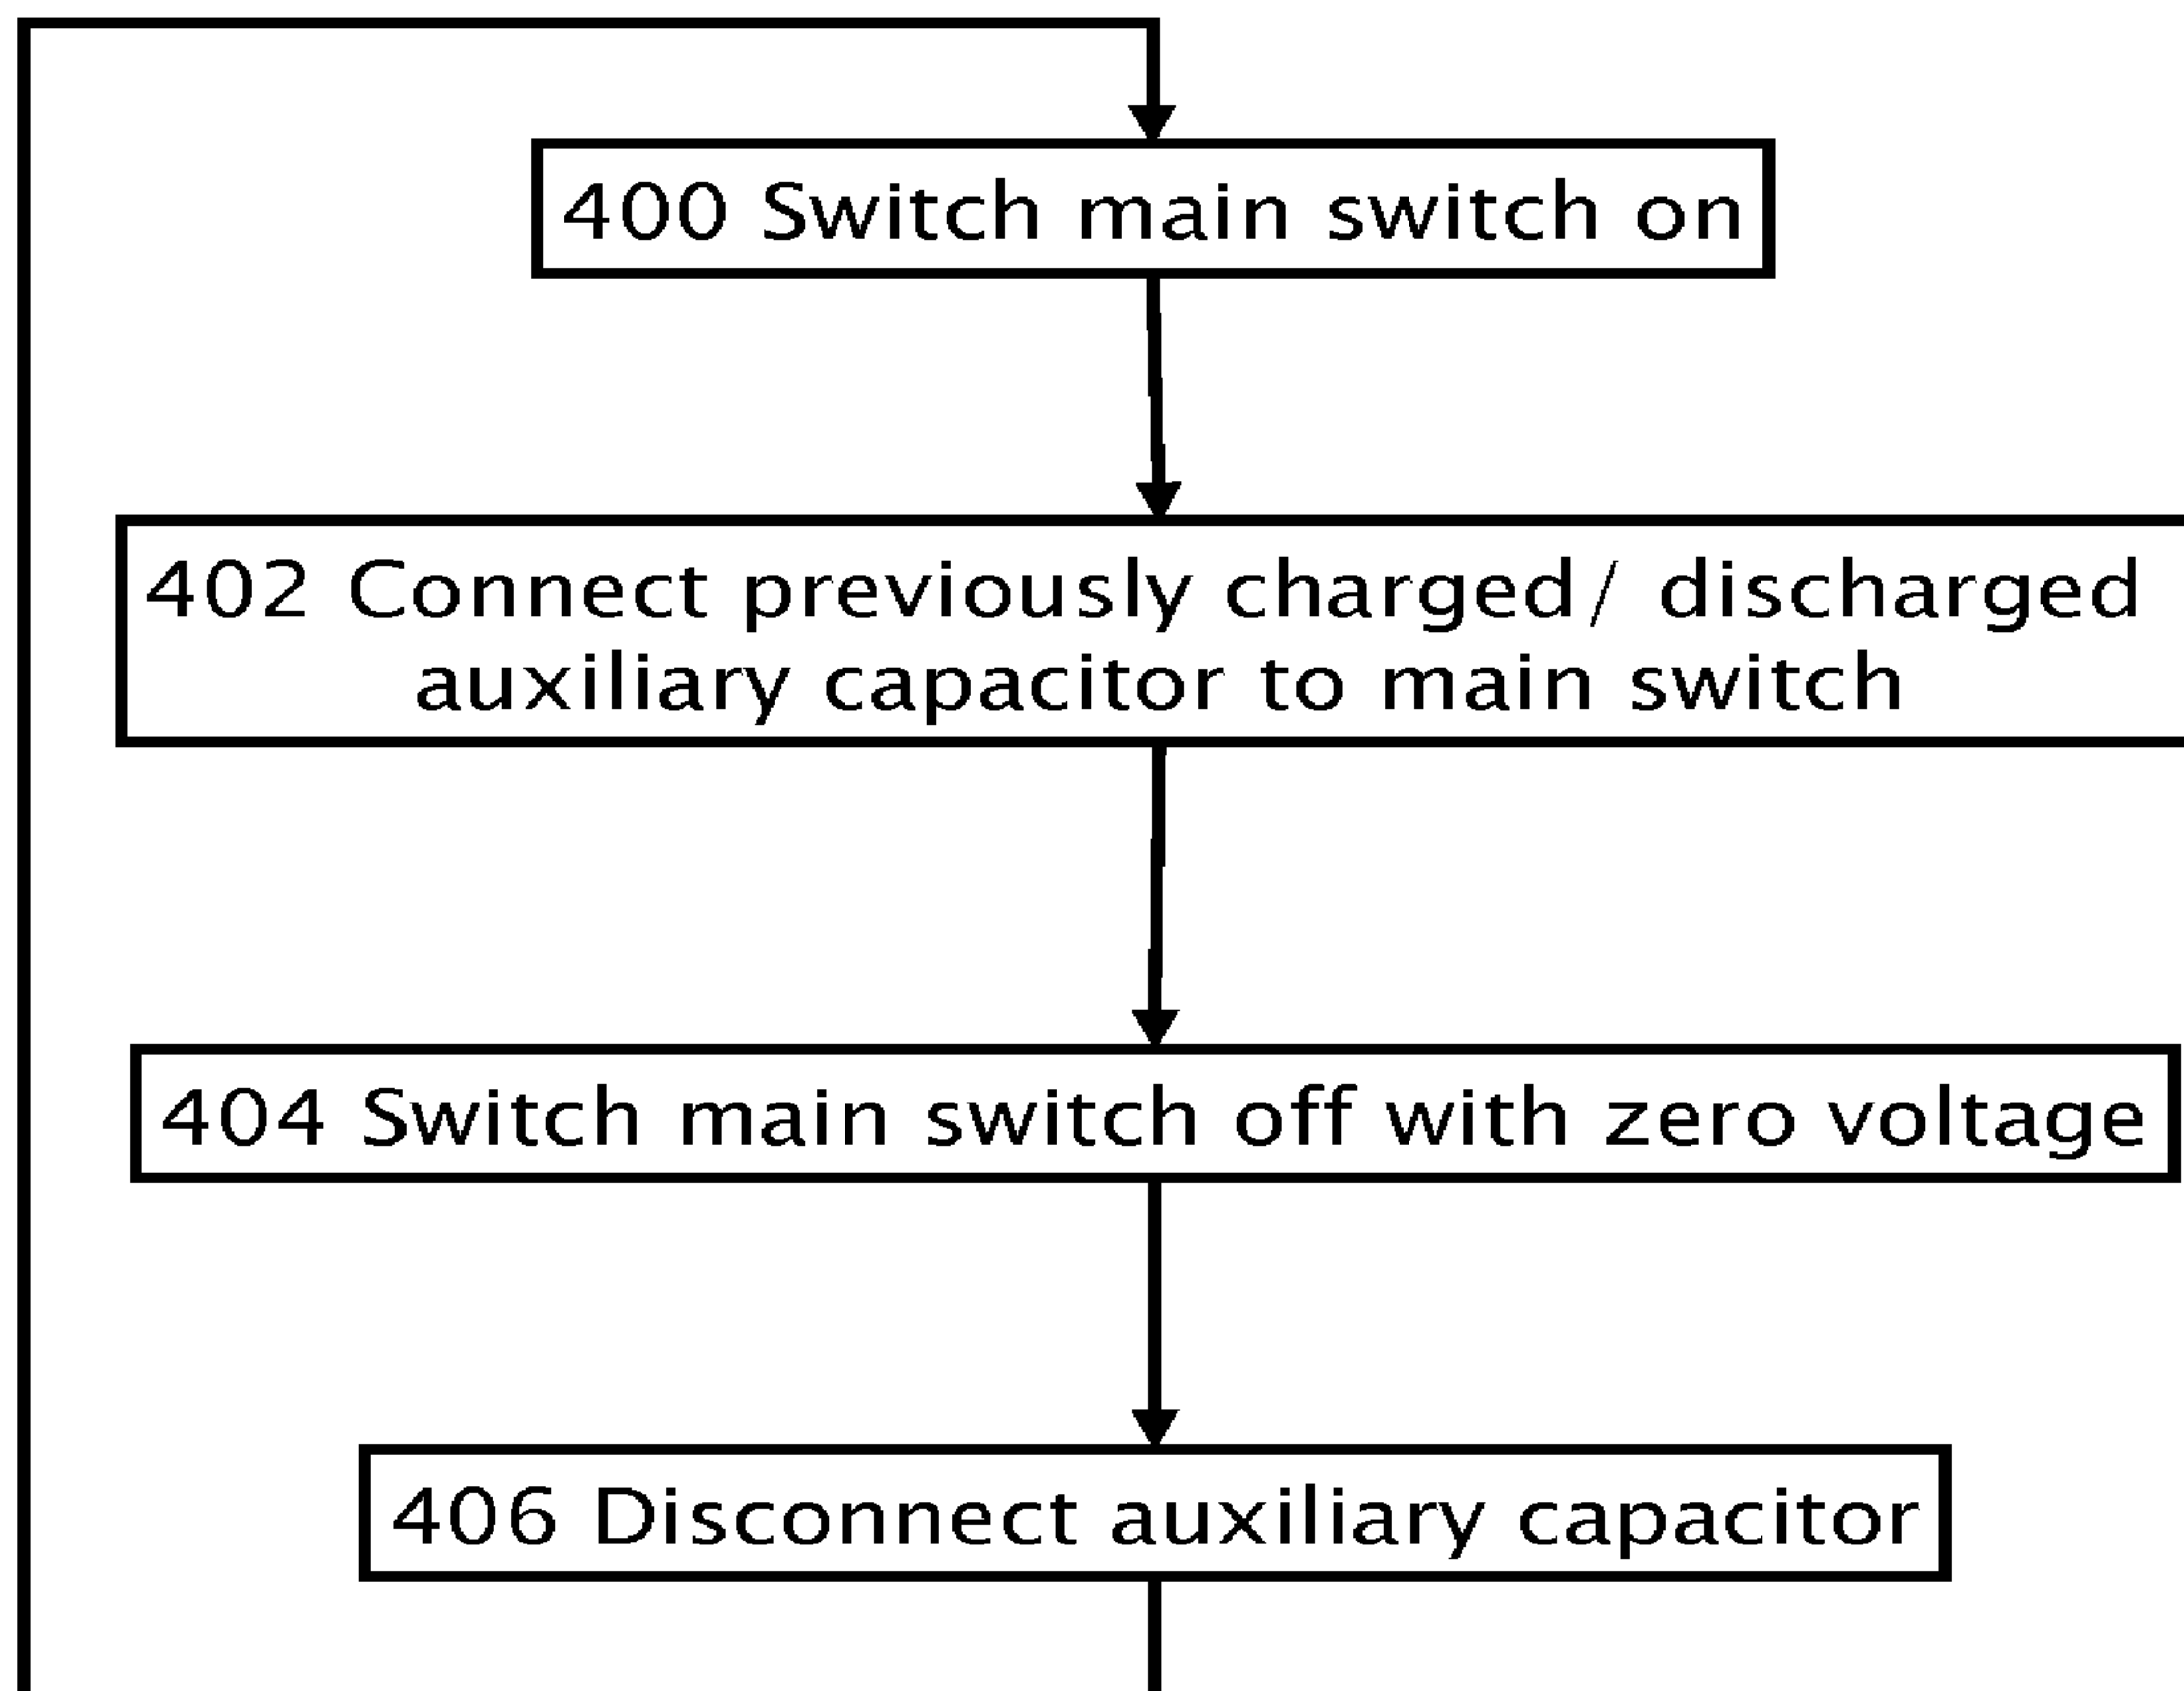 400 Switch main switch on
402 Connect previously charged/ discharged
auxiliary capacitor to main switch
404 Switch main switch off with zero voltage
406 Disconnect auxiliary capacitor